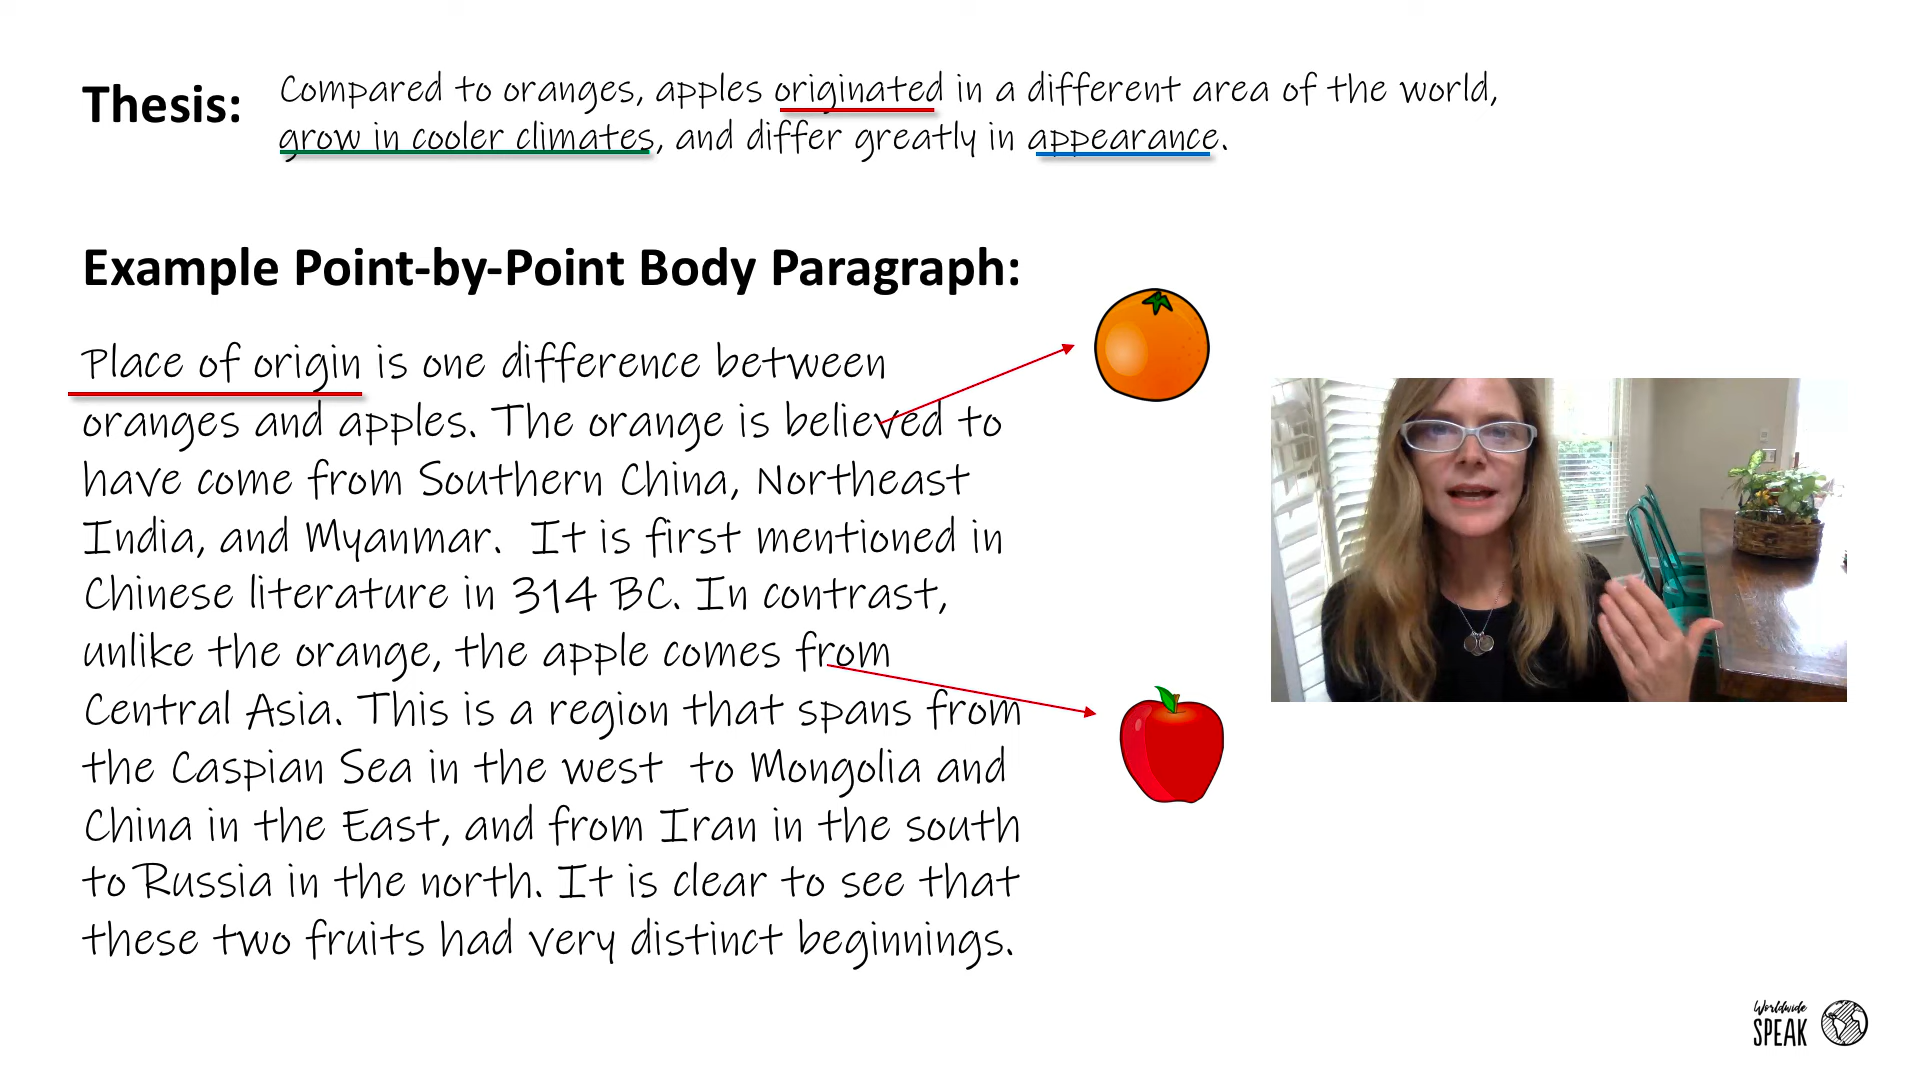 Thesis:
Compared to oranges, apples originated in a different area of the world,
grow in cooler climates, and differ greatly in appearance.
Example Point-by-Point Body Paragraph:
Place of origin is one difference between
oranges and apples. The orange is believed to
have come from Southern China, Northeast
India, and Myanmar.  It is first mentioned in
Chinese literature in 314 BC. In contrast,
unlike the orange, the apple comes from
Central Asia. This is a region that spans from
the Caspian Sea in the west  to Mongolia and
China in the East, and from Iran in the south
to Russia in the north. It is clear to see that
these two fruits had very distinct beginnings.
Worldwide
SPEAK